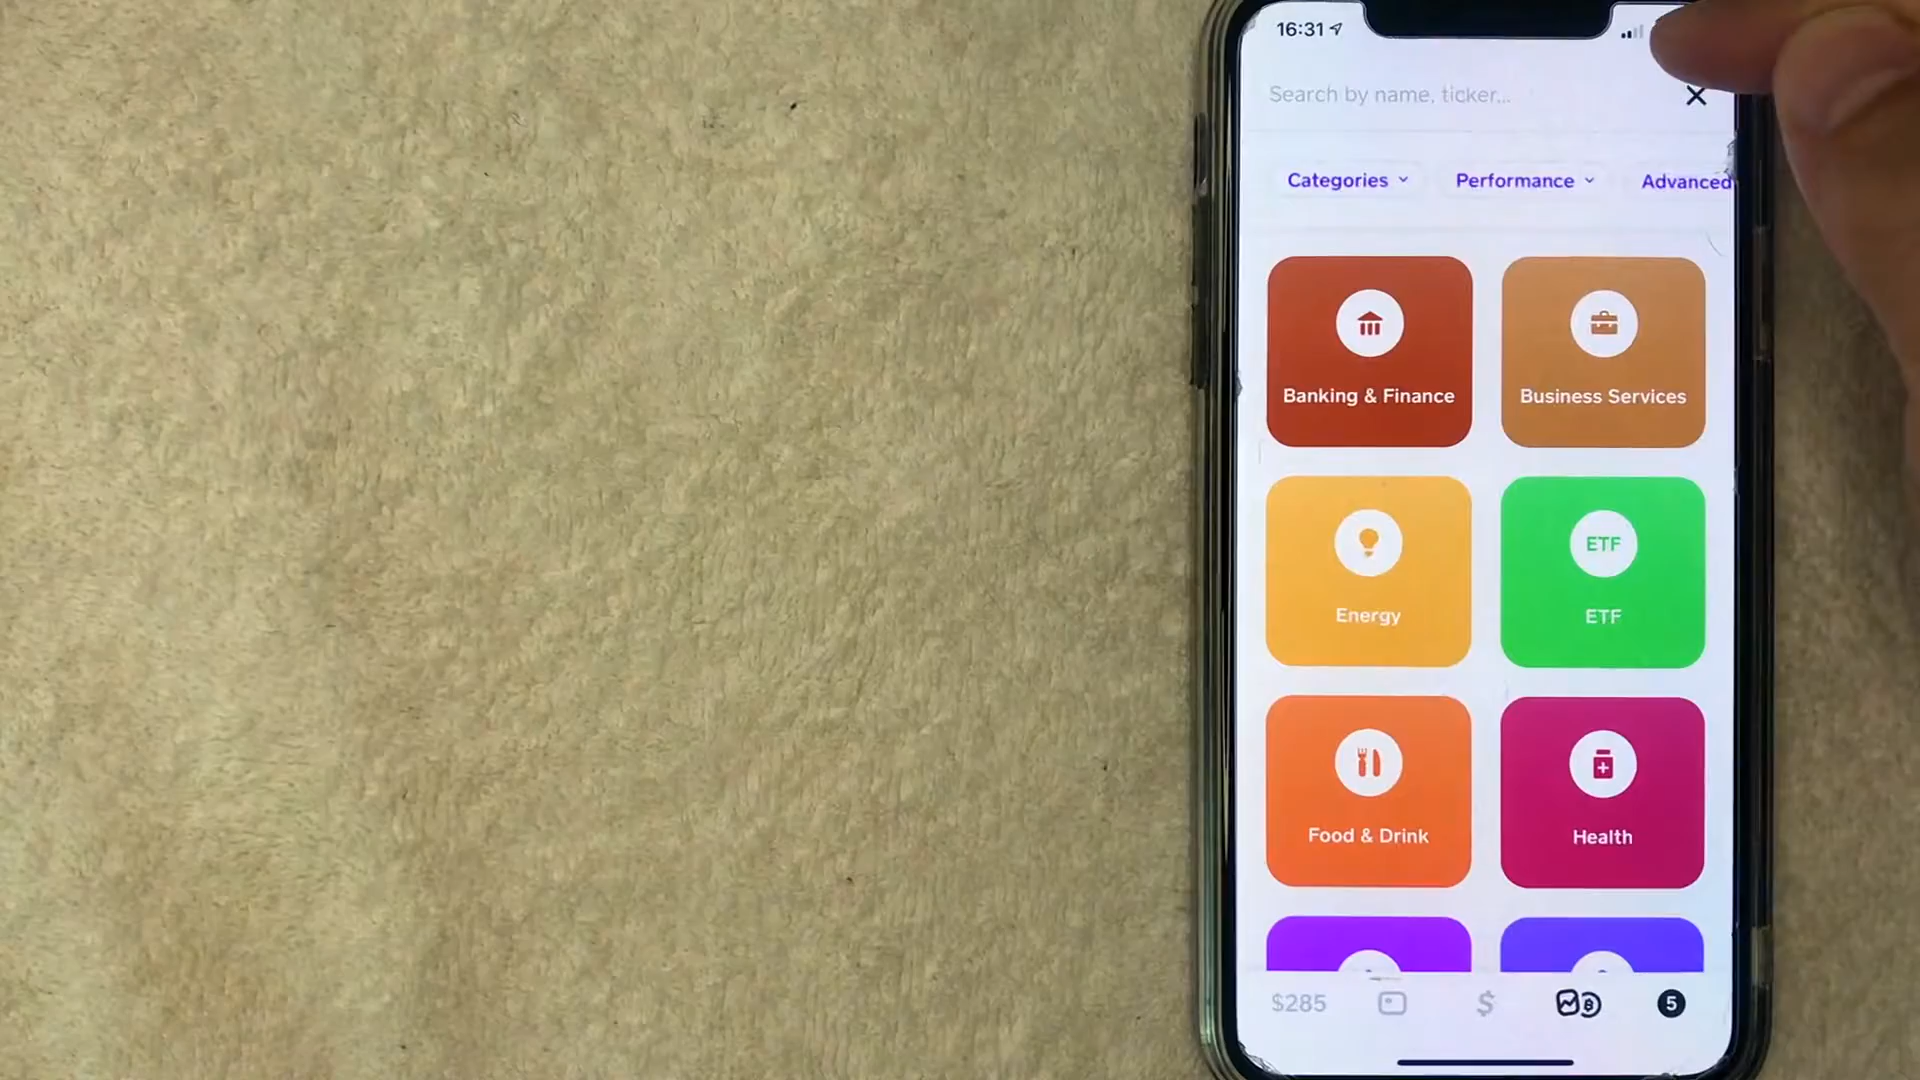 16:31
Search by name, ticker...
Categories Performance Advanced
Banking & Finance Business Services
ETF
Energy ETF
Food & Drink Health
$285 $ 5